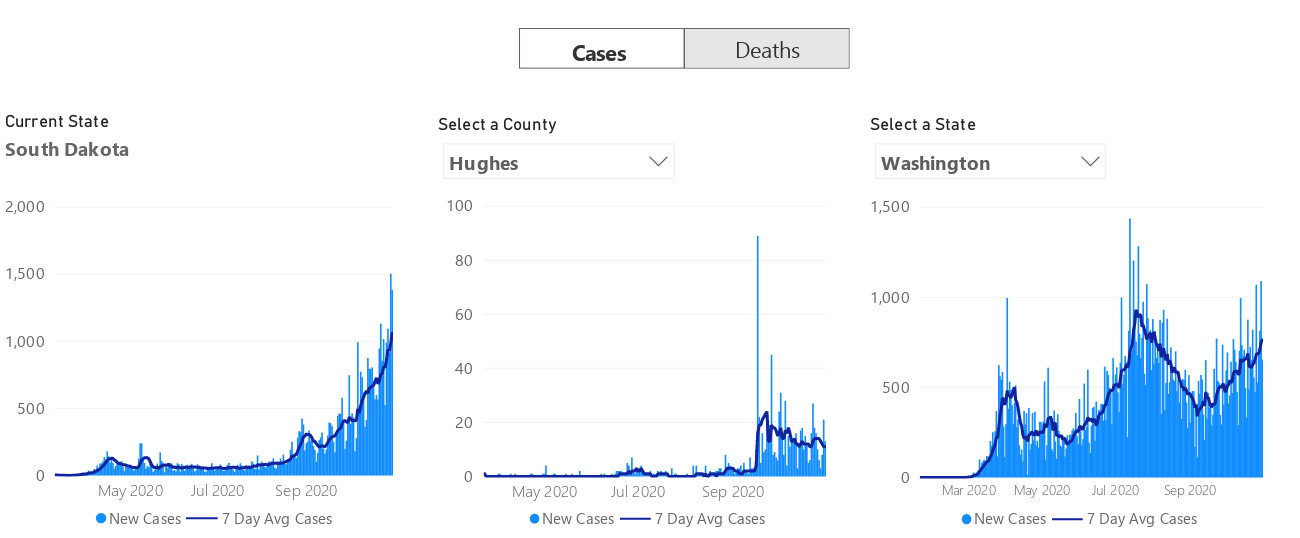 Cases
Deaths
Current State
South Dakota
2,000
1,500
1,000
500
0
May 2020
Jul 2020
Sep 2020
New Cases
7 Day Avg Cases
Select a County
Hughes
100
80
60
40
20
0
May 2020
Jul 2020
Sep 2020
New Cases
7 Day Avg Cases
Select a State
Washington
1,500
1,000
500
0
Mar 2020
May 2020
Jul 2020
Sep 2020
New Cases
7 Day Avg Cases